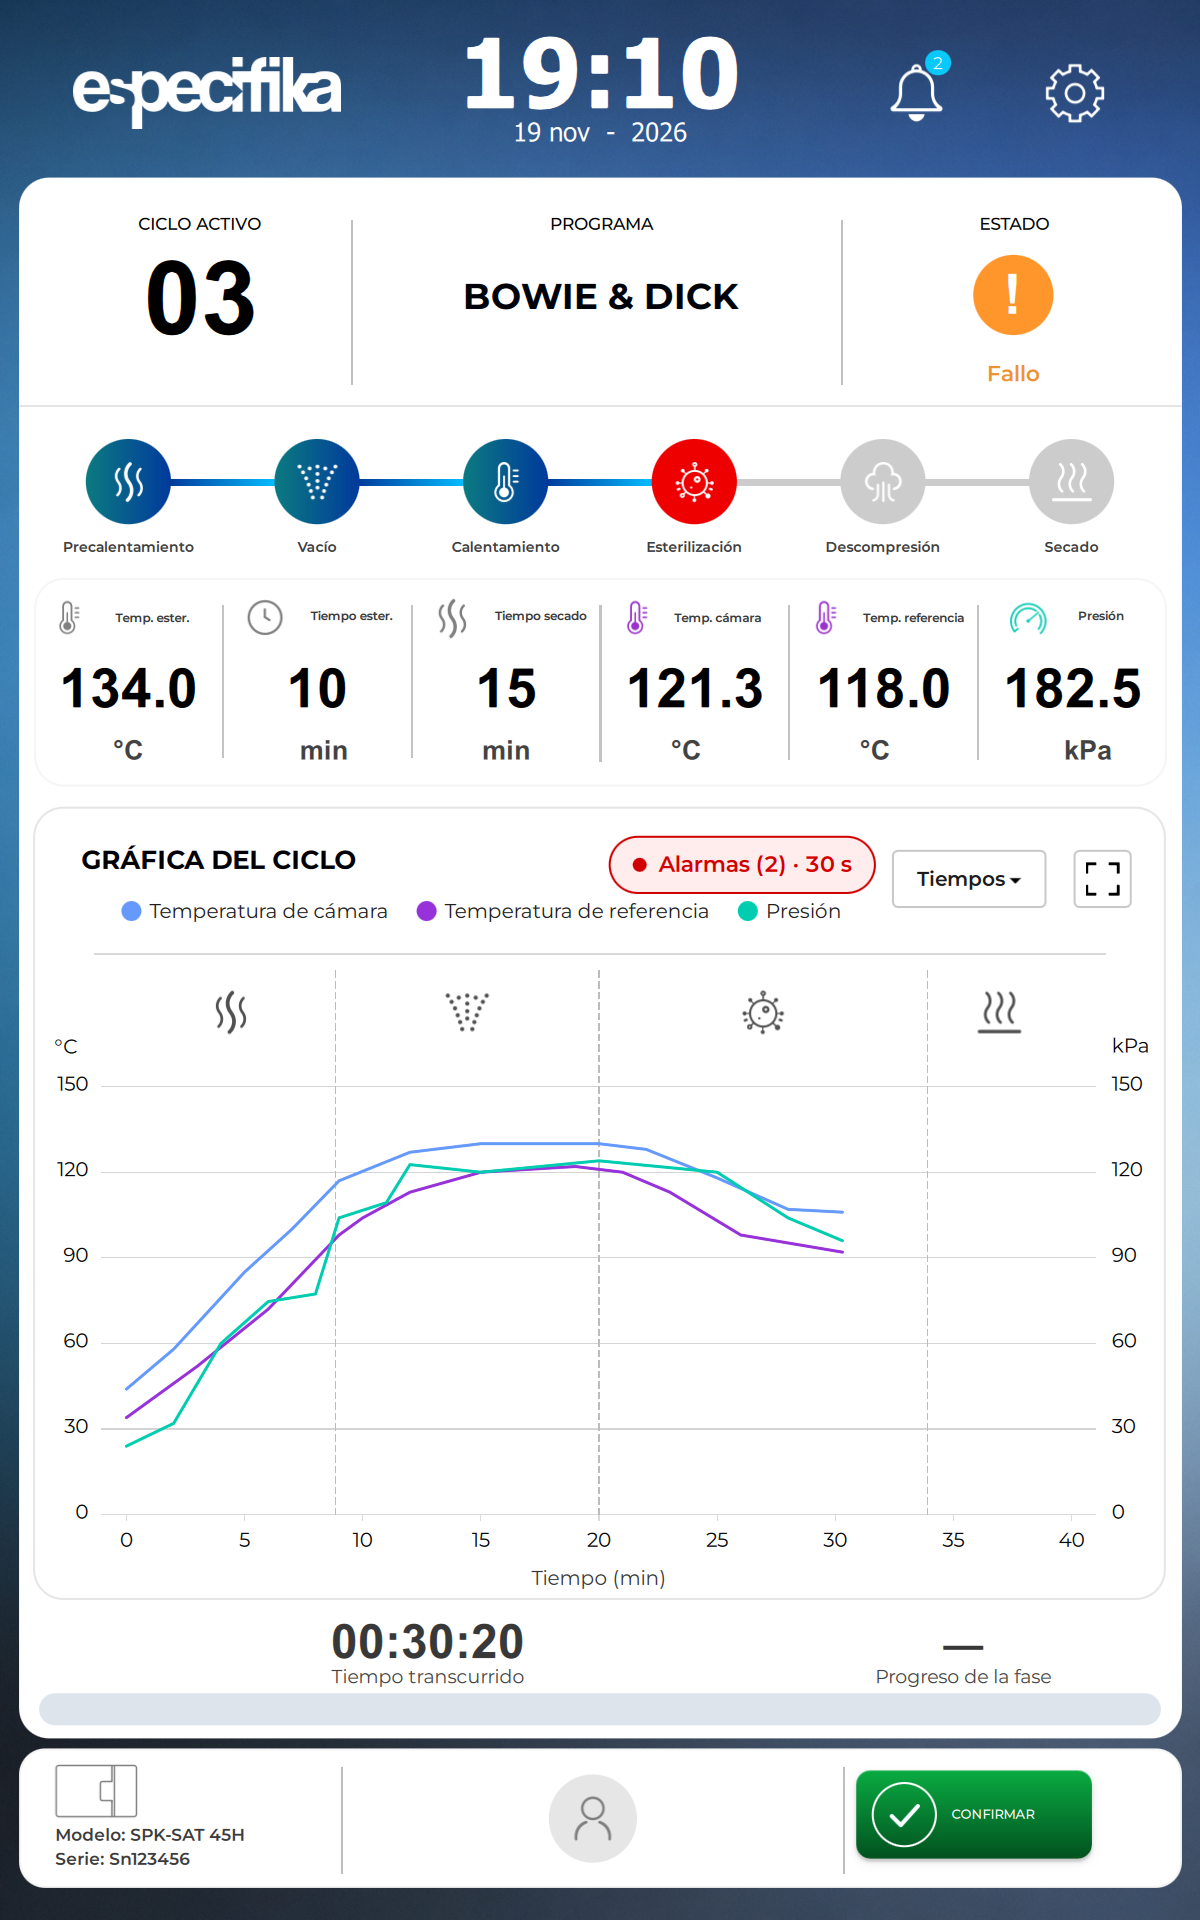 especifika
19:10
19 nov - 2026
2
CICLO ACTIVO
03
PROGRAMA
BOWIE & DICK
ESTADO
!
Fallo
Precalentamiento
Vacío
Calentamiento
Esterilización
Descompresión
Secado
Temp. ester.
134.0
°C
Tiempo ester.
10
min
Tiempo secado
15
min
Temp. cámara
121.3
°C
Temp. referencia
118.0
°C
Presión
182.5
kPa
GRÁFICA DEL CICLO
Alarmas (2) · 30 s
Tiempos
Temperatura de cámara
Temperatura de referencia
Presión
°C
kPa
150
150
120
120
90
90
60
60
30
30
0
0
0 5 10 15 20 25 30 35 40
Tiempo (min)
00:30:20
Tiempo transcurrido
—
Progreso de la fase
Modelo: SPK-SAT 45H
Serie: Sn123456
CONFIRMAR